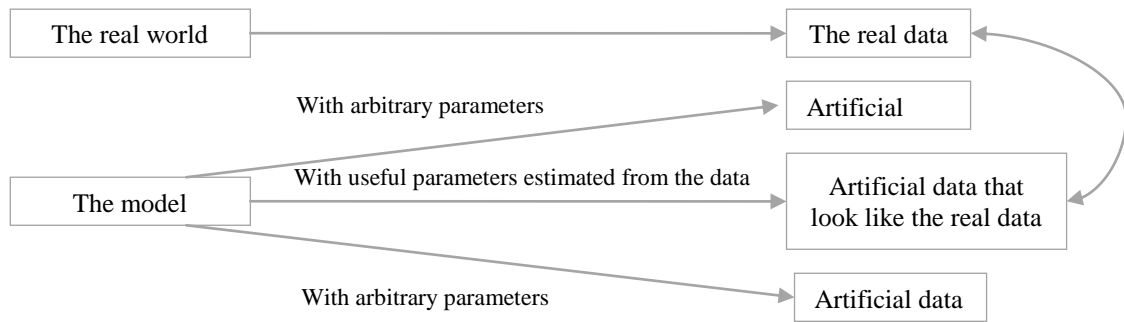 The real world
The real data
With arbitrary parameters
Artificial
With useful parameters estimated from the data
The model
Artificial data that
look like the real data
With arbitrary parameters
Artificial data